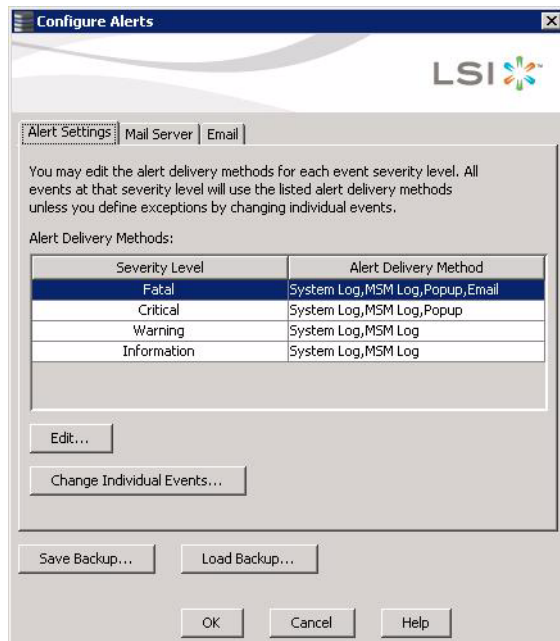 Configure Alerts
LSI
Alert Settings Mail Server Email
You may edit the alert delivery methods for each event severity level. All
events at that severity level will use the listed alert delivery methods
unless you define exceptions by changing individual events.
Alert Delivery Methods:
Severity Level Alert Delivery Method
Fatal System Log,MSM Log,Popup,Email
Critical System Log,MSM Log,Popup
Warning System Log,MSM Log
Information System Log,MSM Log
Edit...
Change Individual Events...
Save Backup... Load Backup...
OK Cancel Help